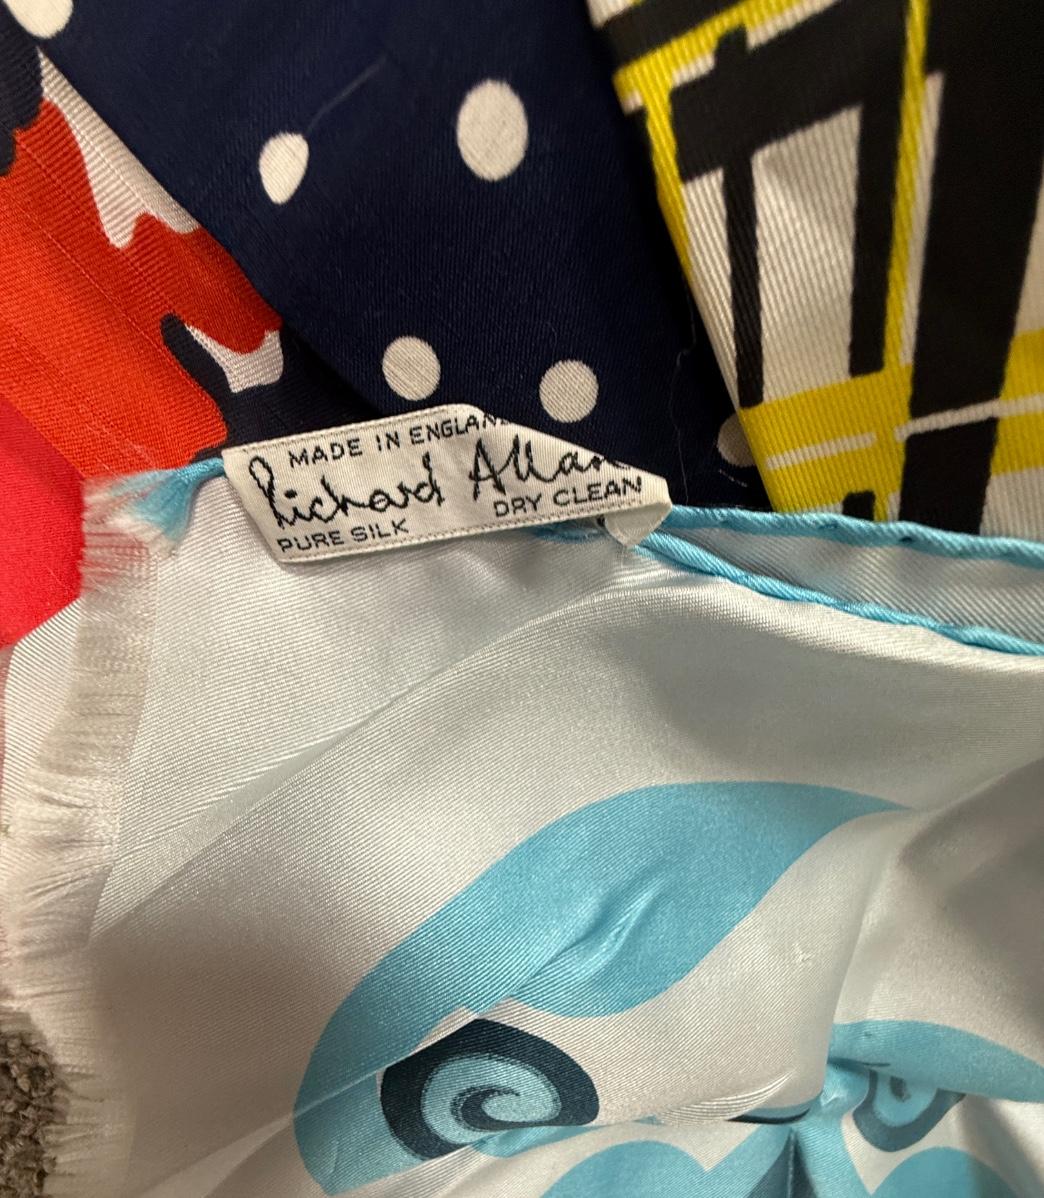 MADE IN ENGLAND
Richard Allan
PURE SILK
DRY CLEAN